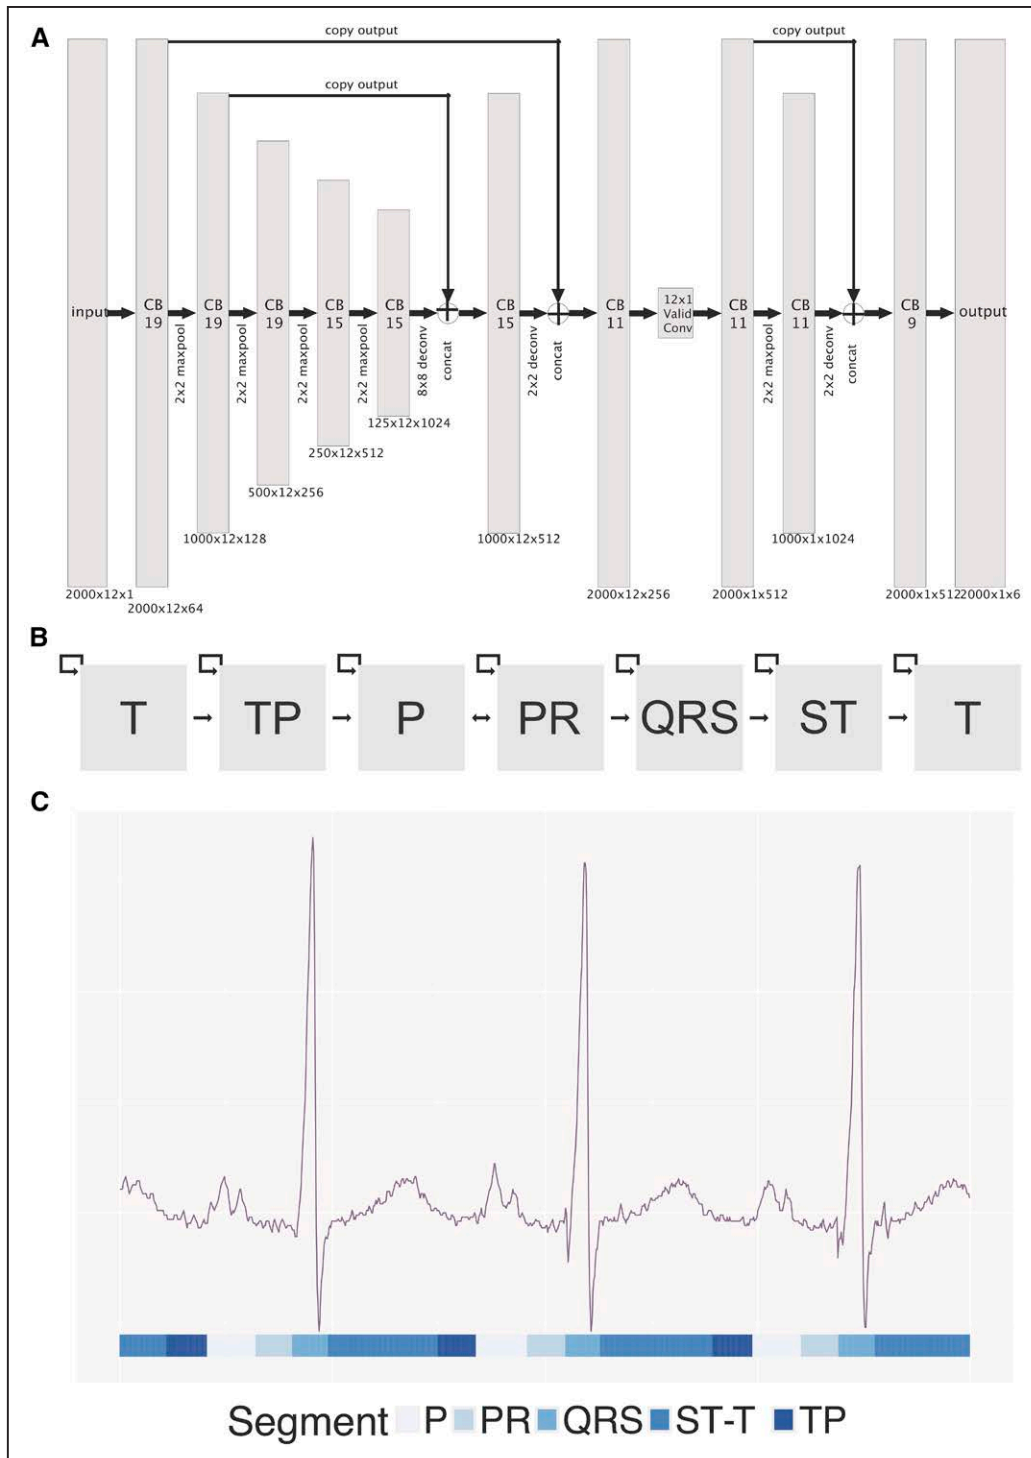 A
copy output
copy output
copy output
input
CB
19
2x2 maxpool
CB
19
2x2 maxpool
CB
19
2x2 maxpool
CB
15
2x2 maxpool
CB
15
8x8 deconv
concat
CB
15
2x2 deconv
concat
CB
11
12x1
Valid
Conv
CB
11
2x2 maxpool
CB
11
2x2 deconv
concat
CB
9
output
125x12x1024
250x12x512
500x12x256
1000x12x128
1000x12x512
1000x1x1024
2000x12x1
2000x12x64
2000x12x256
2000x1x512
2000x1x512
2000x1x6
B
T
TP
P
PR
QRS
ST
T
C
Segment P PR QRS ST-T TP